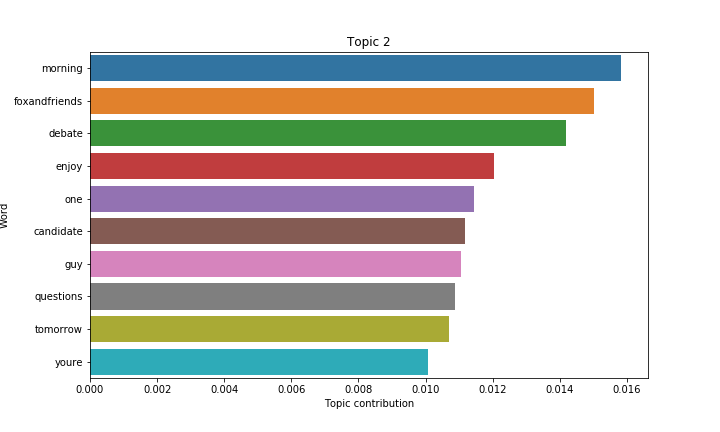 Topic 2
Word
morning
foxandfriends
debate
enjoy
one
candidate
guy
questions
tomorrow
youre
0.000 0.002 0.004 0.006 0.008 0.010 0.012 0.014 0.016
Topic contribution